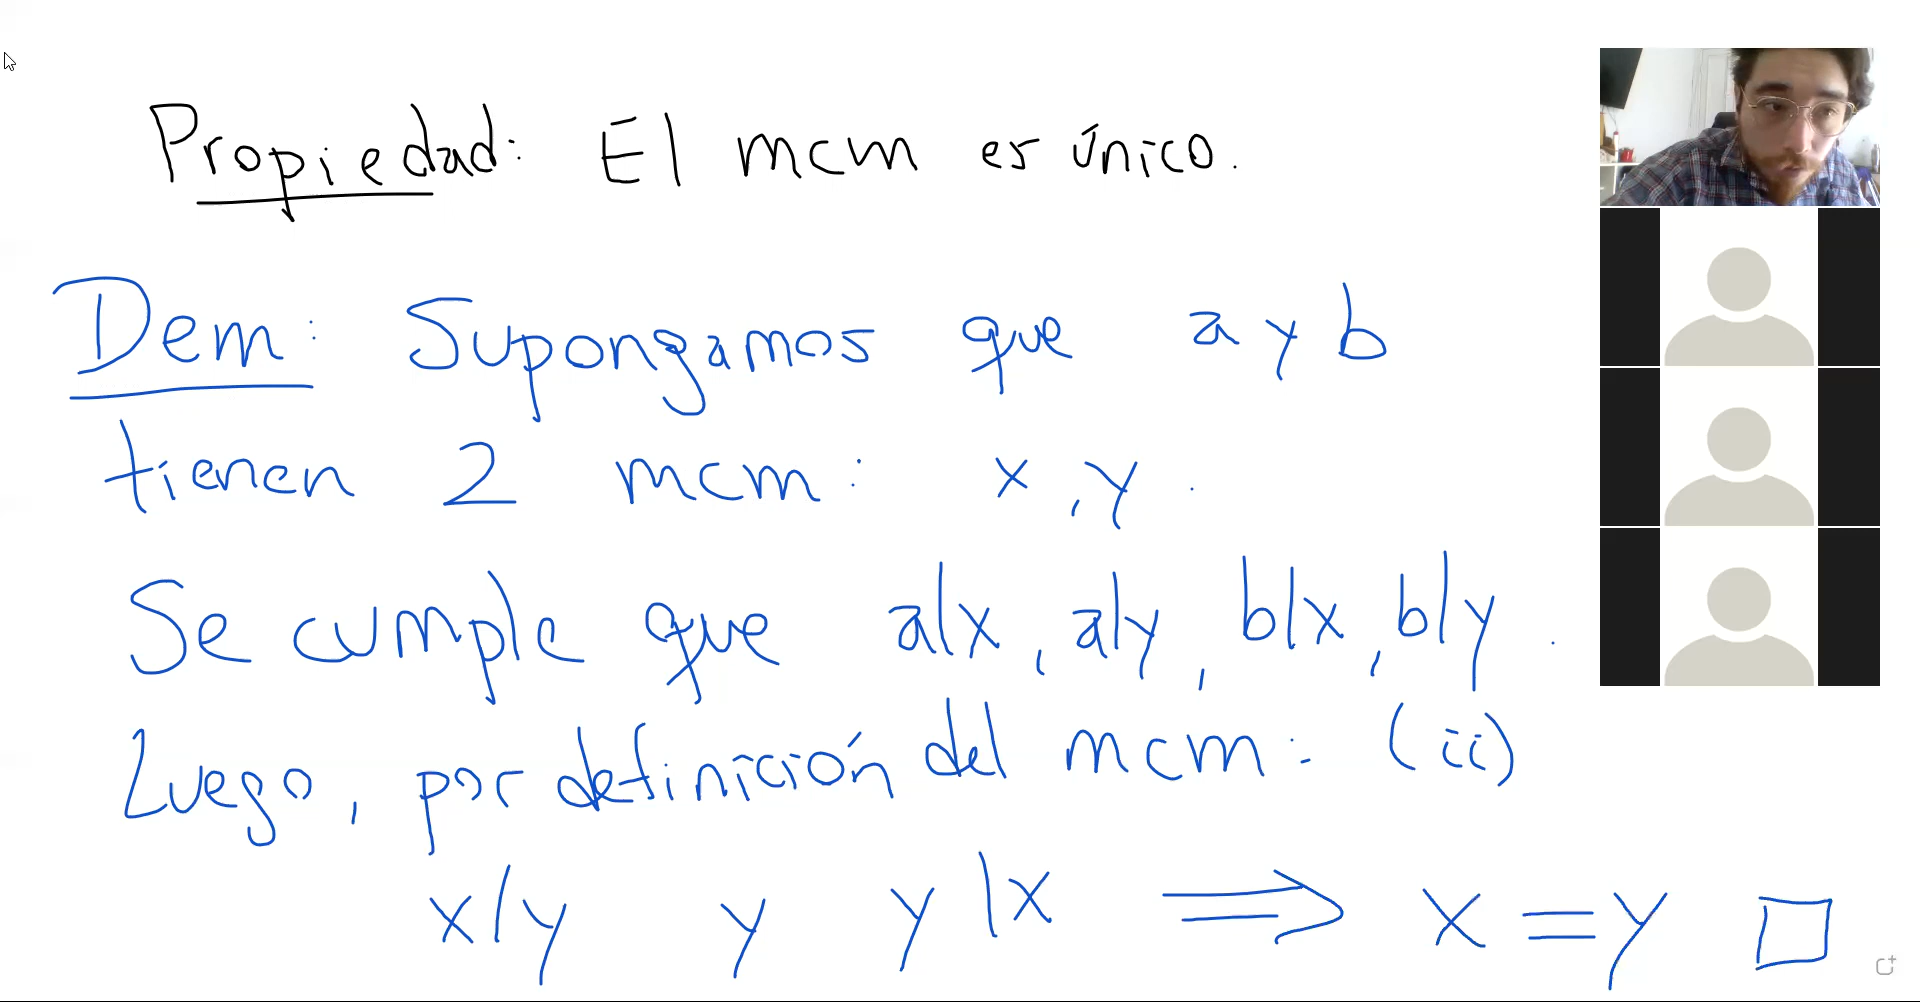 Propiedad: El mcm es único.
Dem: Supongamos que a y b
tienen 2 mcm: x, y.
Se cumple que a|x, a|y, b|x, b|y.
Luego, por definición del mcm: (ii)
x|y y y|x ⟹ x = y □